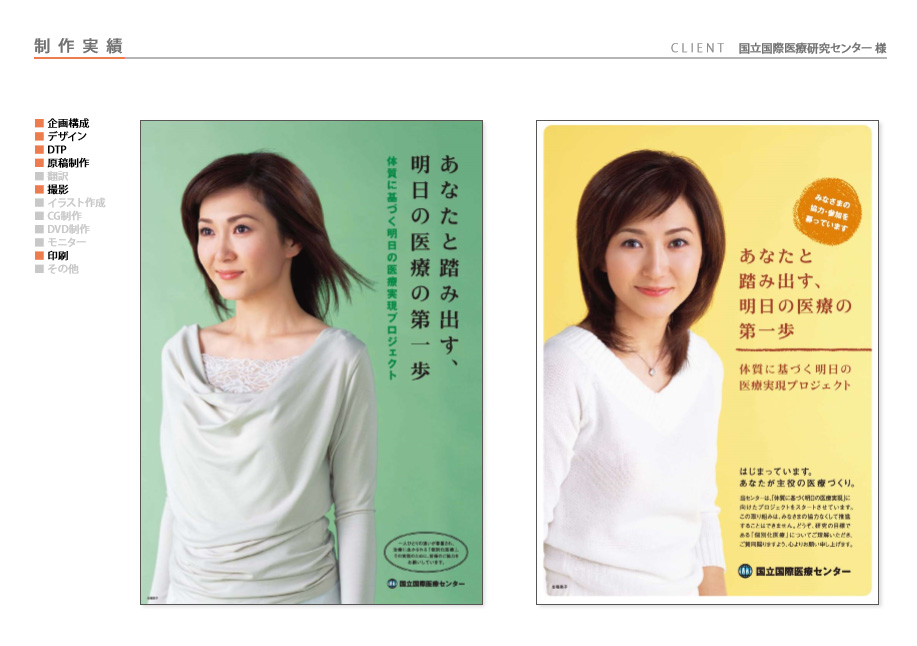 制作実績
CLIENT 国立国際医療研究センター 様
企画構成
デザイン
DTP
原稿制作
翻訳
撮影
イラスト作成
CG制作
DVD制作
モニター
印刷
その他
あなたと踏み出す、
明日の医療の第一歩
体質に基づく明日の医療実現プロジェクト
国立国際医療センター
みなさまの
協力・参加を
募っています
あなたと
踏み出す、
明日の医療の
第一歩
体質に基づく明日の
医療実現プロジェクト
はじまっています。
あなたが主役の医療づくり。
当センターは、「体質に基づく明日の医療実現」に
向けたプロジェクトをスタートさせています。
この取り組みは、みなさまの協力なくして推進
することはできません。どうぞ、研究の目標で
ある「個別化医療」についてご理解いただき、
ご賛同賜りますよう、心よりお願い申し上げます。
国立国際医療センター